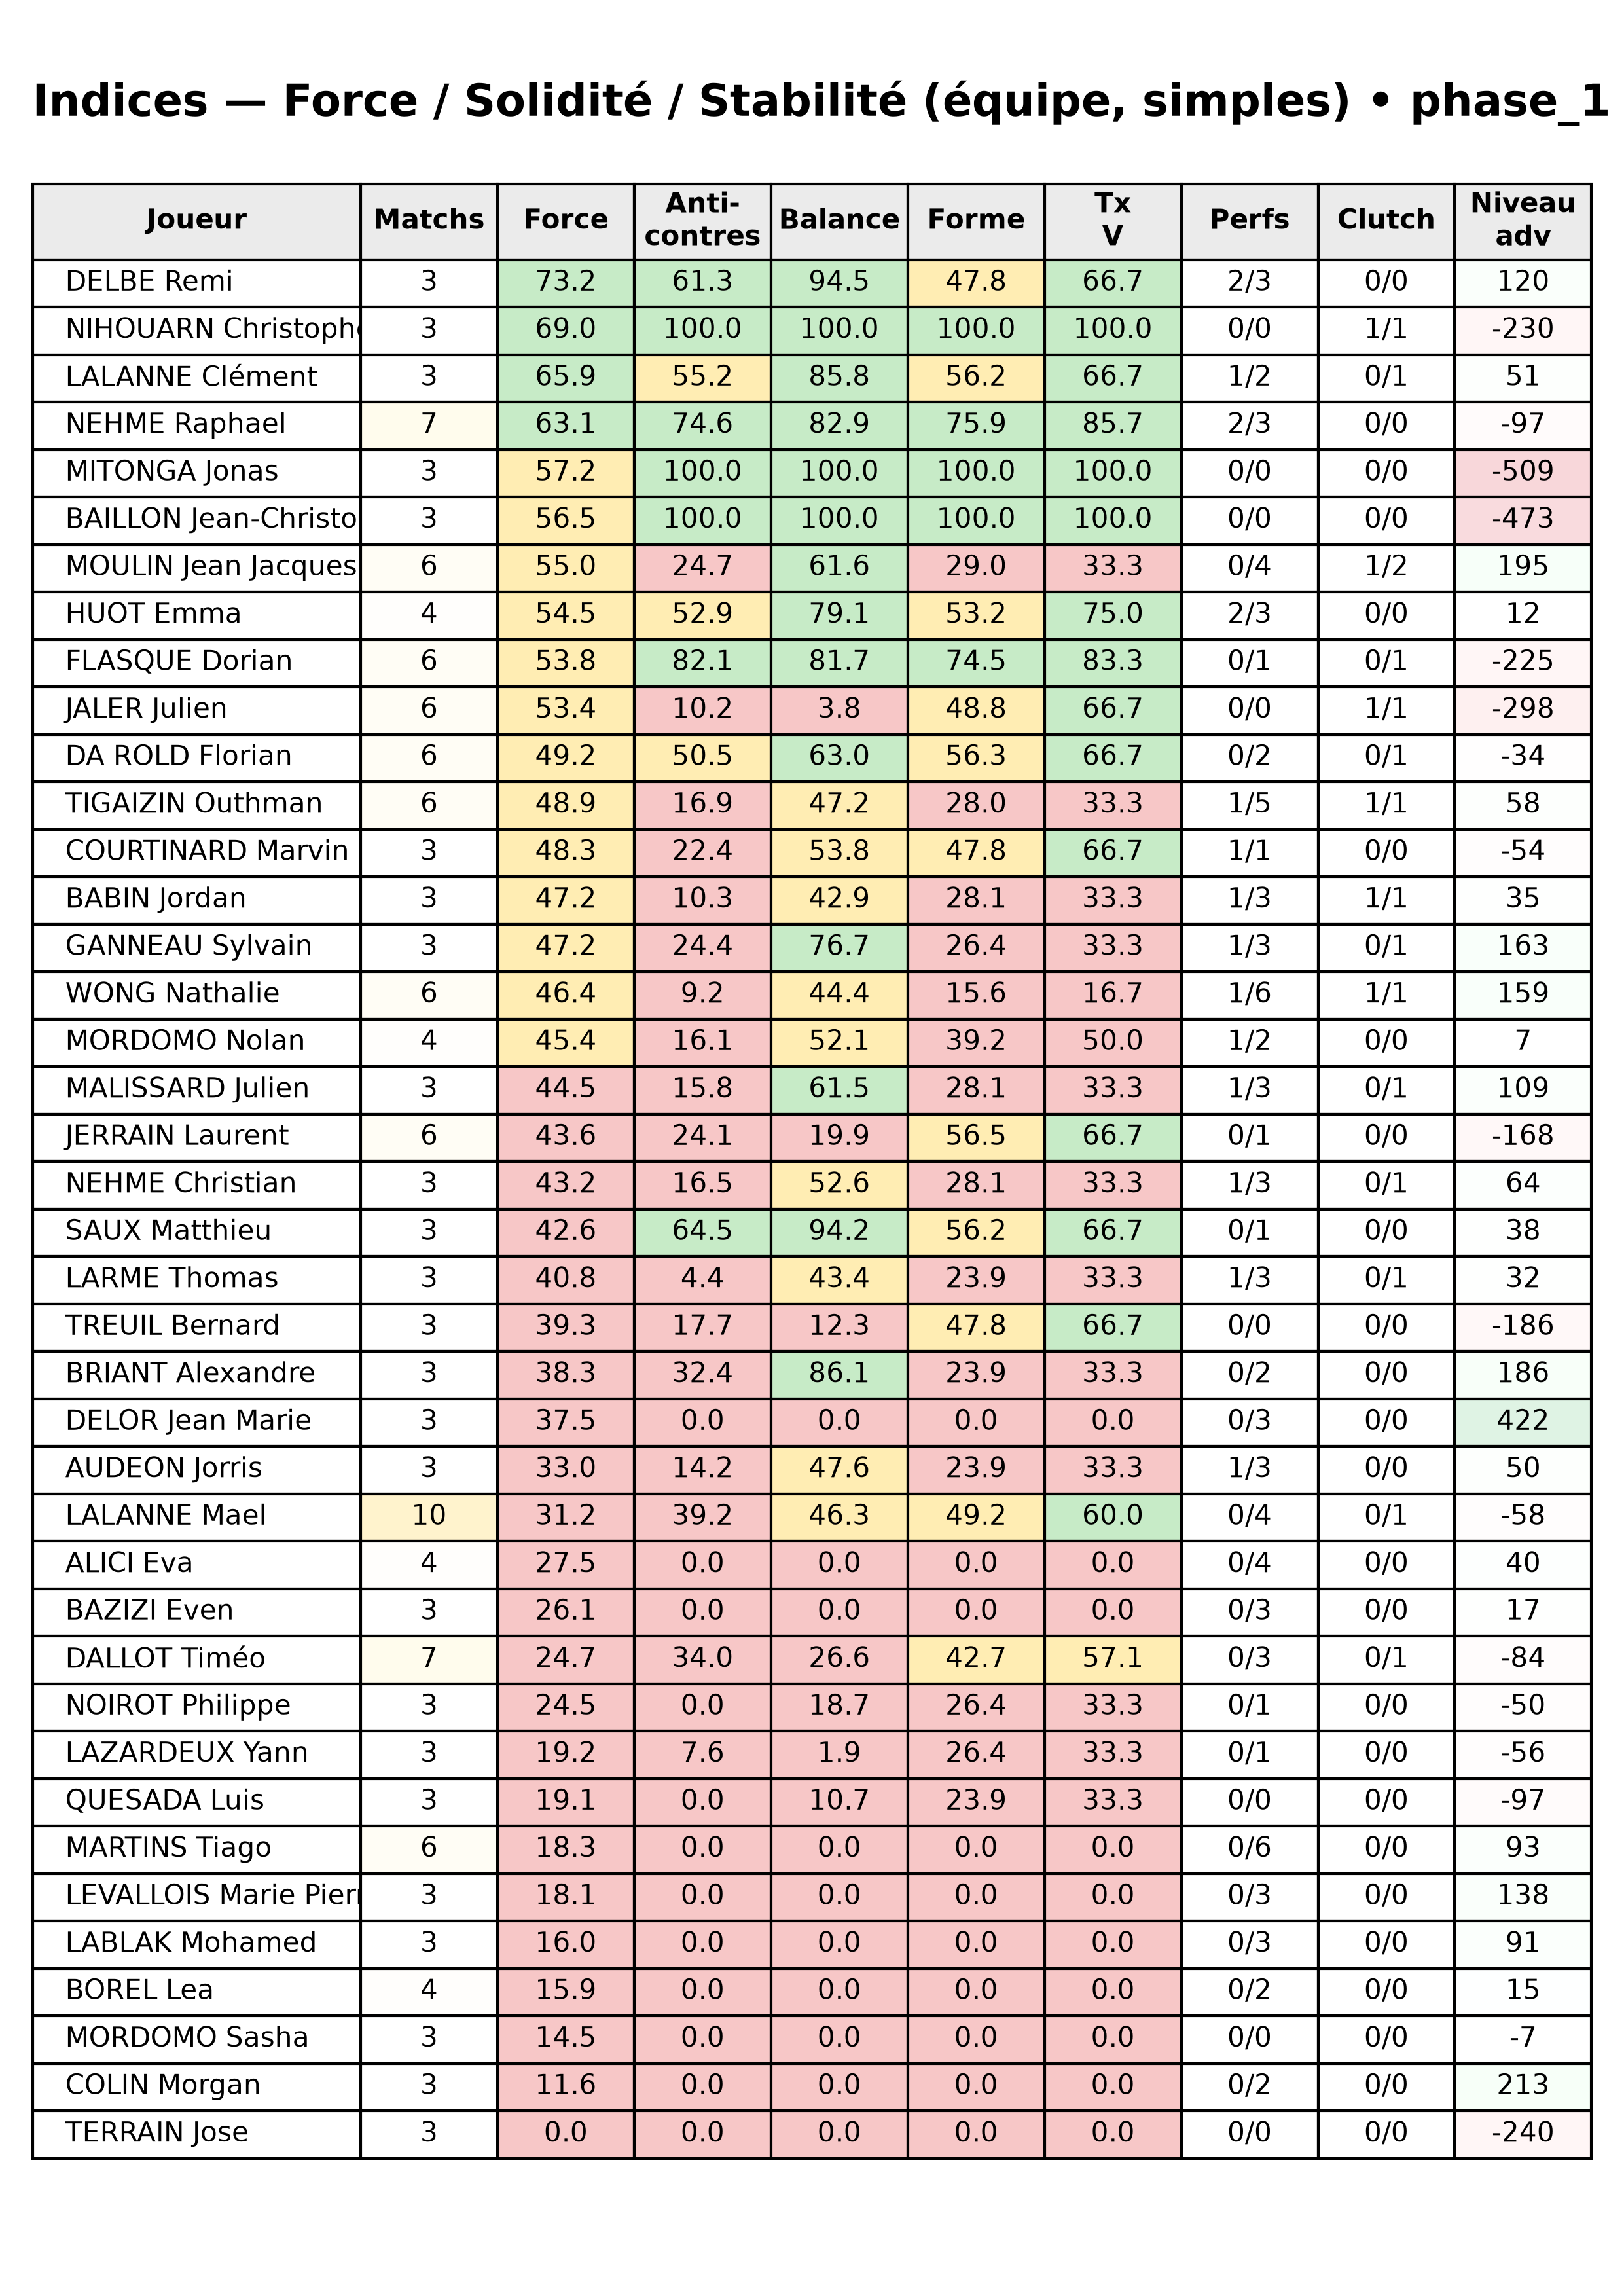 Indices — Force / Solidité / Stabilité (équipe, simples) • phase_1
Joueur Matchs Force Anti-contres Balance Forme Tx V Perfs Clutch Niveau adv
DELBE Remi 3 73.2 61.3 94.5 47.8 66.7 2/3 0/0 120
NIHOUARN Christophe 3 69.0 100.0 100.0 100.0 100.0 0/0 1/1 -230
LALANNE Clément 3 65.9 55.2 85.8 56.2 66.7 1/2 0/1 51
NEHME Raphael 7 63.1 74.6 82.9 75.9 85.7 2/3 0/0 -97
MITONGA Jonas 3 57.2 100.0 100.0 100.0 100.0 0/0 0/0 -509
BAILLON Jean-Christo 3 56.5 100.0 100.0 100.0 100.0 0/0 0/0 -473
MOULIN Jean Jacques 6 55.0 24.7 61.6 29.0 33.3 0/4 1/2 195
HUOT Emma 4 54.5 52.9 79.1 53.2 75.0 2/3 0/0 12
FLASQUE Dorian 6 53.8 82.1 81.7 74.5 83.3 0/1 0/1 -225
JALER Julien 6 53.4 10.2 3.8 48.8 66.7 0/0 1/1 -298
DA ROLD Florian 6 49.2 50.5 63.0 56.3 66.7 0/2 0/1 -34
TIGAIZIN Outhman 6 48.9 16.9 47.2 28.0 33.3 1/5 1/1 58
COURTINARD Marvin 3 48.3 22.4 53.8 47.8 66.7 1/1 0/0 -54
BABIN Jordan 3 47.2 10.3 42.9 28.1 33.3 1/3 1/1 35
GANNEAU Sylvain 3 47.2 24.4 76.7 26.4 33.3 1/3 0/1 163
WONG Nathalie 6 46.4 9.2 44.4 15.6 16.7 1/6 1/1 159
MORDOMO Nolan 4 45.4 16.1 52.1 39.2 50.0 1/2 0/0 7
MALISSARD Julien 3 44.5 15.8 61.5 28.1 33.3 1/3 0/1 109
JERRAIN Laurent 6 43.6 24.1 19.9 56.5 66.7 0/1 0/0 -168
NEHME Christian 3 43.2 16.5 52.6 28.1 33.3 1/3 0/1 64
SAUX Matthieu 3 42.6 64.5 94.2 56.2 66.7 0/1 0/0 38
LARME Thomas 3 40.8 4.4 43.4 23.9 33.3 1/3 0/1 32
TREUIL Bernard 3 39.3 17.7 12.3 47.8 66.7 0/0 0/0 -186
BRIANT Alexandre 3 38.3 32.4 86.1 23.9 33.3 0/2 0/0 186
DELOR Jean Marie 3 37.5 0.0 0.0 0.0 0.0 0/3 0/0 422
AUDEON Jorris 3 33.0 14.2 47.6 23.9 33.3 1/3 0/0 50
LALANNE Mael 10 31.2 39.2 46.3 49.2 60.0 0/4 0/1 -58
ALICI Eva 4 27.5 0.0 0.0 0.0 0.0 0/4 0/0 40
BAZIZI Even 3 26.1 0.0 0.0 0.0 0.0 0/3 0/0 17
DALLOT Timéo 7 24.7 34.0 26.6 42.7 57.1 0/3 0/1 -84
NOIROT Philippe 3 24.5 0.0 18.7 26.4 33.3 0/1 0/0 -50
LAZARDEUX Yann 3 19.2 7.6 1.9 26.4 33.3 0/1 0/0 -56
QUESADA Luis 3 19.1 0.0 10.7 23.9 33.3 0/0 0/0 -97
MARTINS Tiago 6 18.3 0.0 0.0 0.0 0.0 0/6 0/0 93
LEVALLOIS Marie Pierr 3 18.1 0.0 0.0 0.0 0.0 0/3 0/0 138
LABLAK Mohamed 3 16.0 0.0 0.0 0.0 0.0 0/3 0/0 91
BOREL Lea 4 15.9 0.0 0.0 0.0 0.0 0/2 0/0 15
MORDOMO Sasha 3 14.5 0.0 0.0 0.0 0.0 0/0 0/0 -7
COLIN Morgan 3 11.6 0.0 0.0 0.0 0.0 0/2 0/0 213
TERRAIN Jose 3 0.0 0.0 0.0 0.0 0.0 0/0 0/0 -240